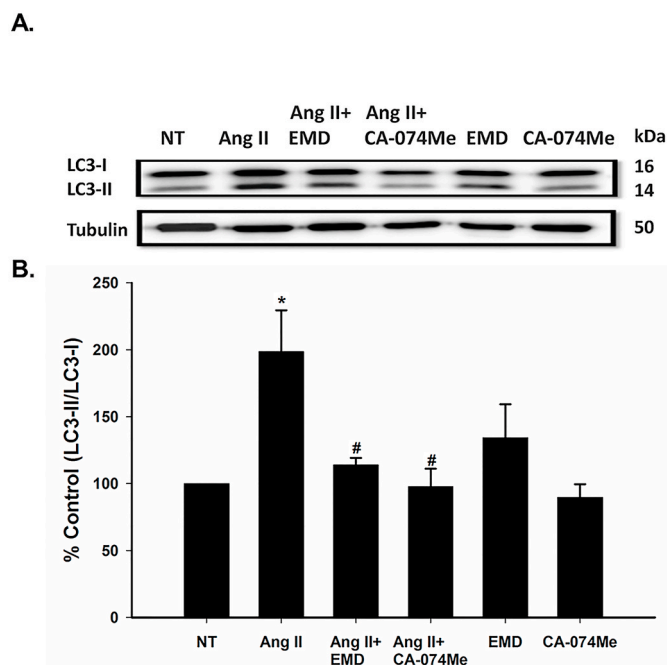 A.
Ang II+ Ang II+
NT Ang II EMD CA-074Me EMD CA-074Me kDa
LC3-I 16
LC3-II 14
Tubulin 50
B.
% Control (LC3-II/LC3-I)
250
200
150
100
50
0
*
#
#
NT Ang II Ang II+ Ang II+ EMD CA-074Me
EMD CA-074Me